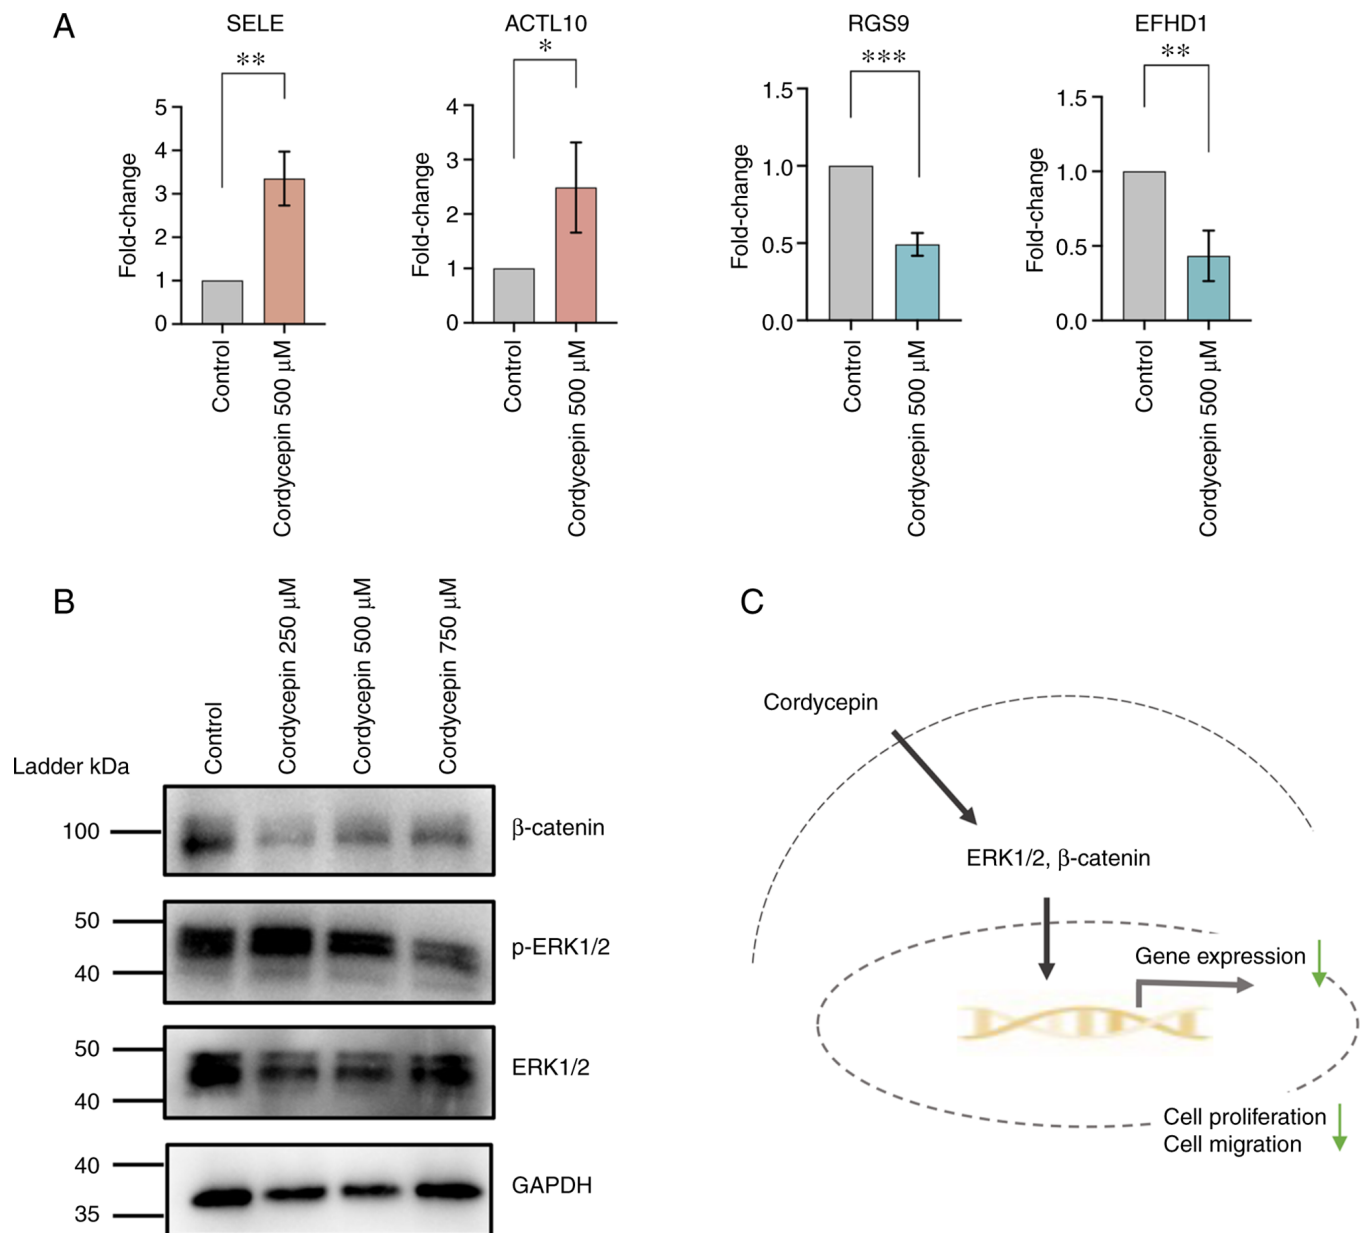 A
SELE
**
Fold-change
5
4
3
2
1
0
Control
Cordycepin 500 µM
ACTL10
*
Fold-change
4
3
2
1
0
Control
Cordycepin 500 µM
RGS9
***
Fold-change
1.5
1.0
0.5
0.0
Control
Cordycepin 500 µM
EFHD1
**
Fold-change
1.5
1.0
0.5
0.0
Control
Cordycepin 500 µM
B
Control
Cordycepin 250 µM
Cordycepin 500 µM
Cordycepin 750 µM
Ladder kDa
100
β-catenin
50
p-ERK1/2
40
50
ERK1/2
40
40
GAPDH
35
C
Cordycepin
ERK1/2, β-catenin
Gene expression
Cell proliferation
Cell migration